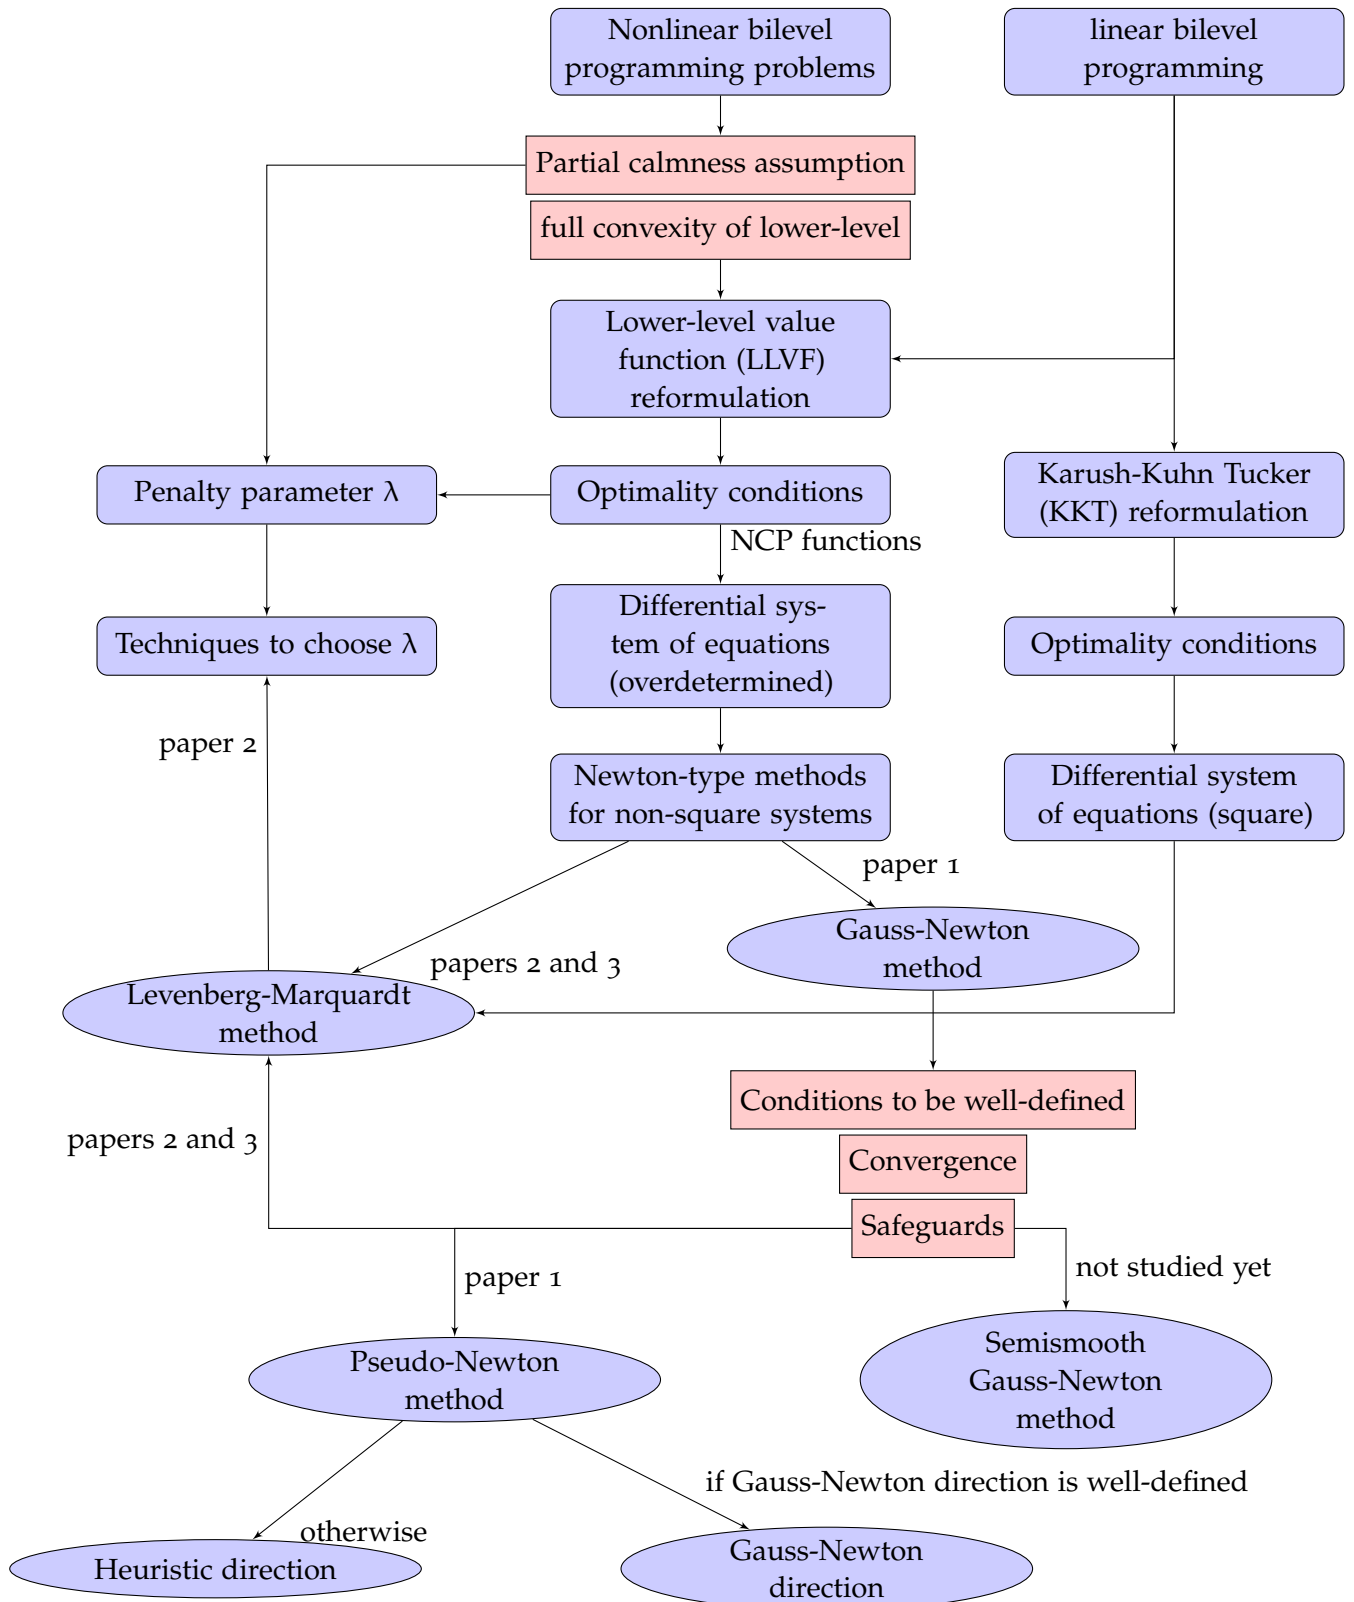 Nonlinear bilevel
programming problems
linear bilevel
programming
Partial calmness assumption
full convexity of lower-level
Lower-level value
function (LLVF)
reformulation
Penalty parameter λ
Optimality conditions
Karush-Kuhn Tucker
(KKT) reformulation
NCP functions
Techniques to choose λ
Differential sys-
tem of equations
(overdetermined)
Optimality conditions
paper 2
Newton-type methods
for non-square systems
Differential system
of equations (square)
paper 1
Gauss-Newton
method
papers 2 and 3
Levenberg-Marquardt
method
Conditions to be well-defined
papers 2 and 3
Convergence
Safeguards
paper 1
not studied yet
Pseudo-Newton
method
Semismooth
Gauss-Newton
method
if Gauss-Newton direction is well-defined
otherwise
Heuristic direction
Gauss-Newton
direction